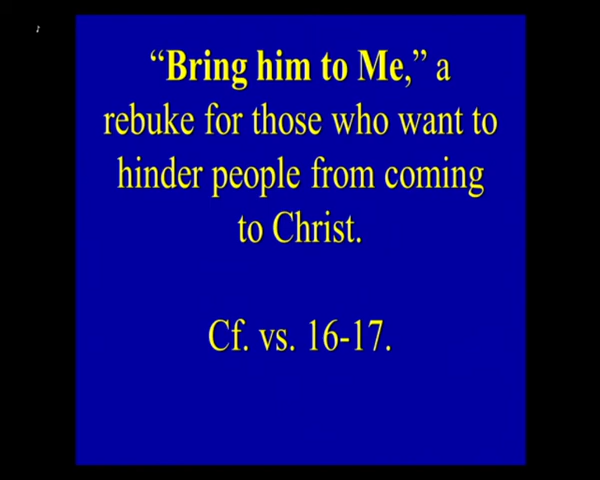 “Bring him to Me,” a
rebuke for those who want to
hinder people from coming
to Christ.
Cf. vs. 16-17.